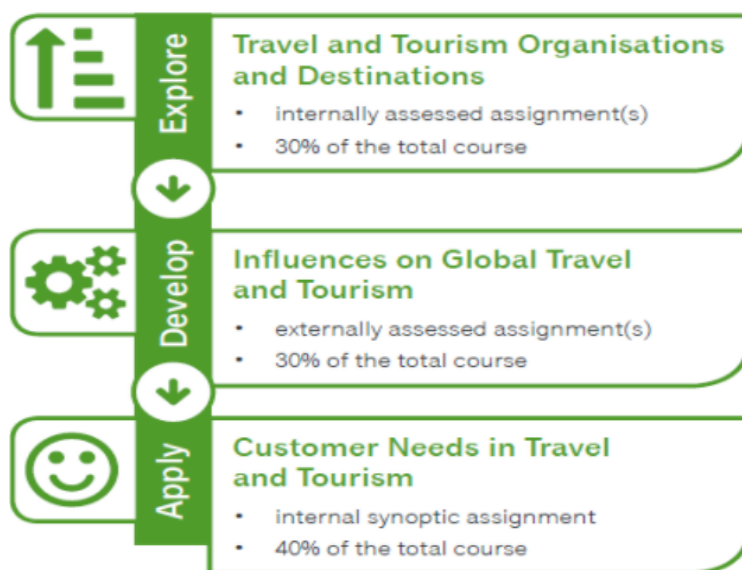 Explore
Travel and Tourism Organisations
and Destinations
• internally assessed assignment(s)
• 30% of the total course
Develop
Influences on Global Travel
and Tourism
• externally assessed assignment(s)
• 30% of the total course
Apply
Customer Needs in Travel
and Tourism
• internal synoptic assignment
• 40% of the total course